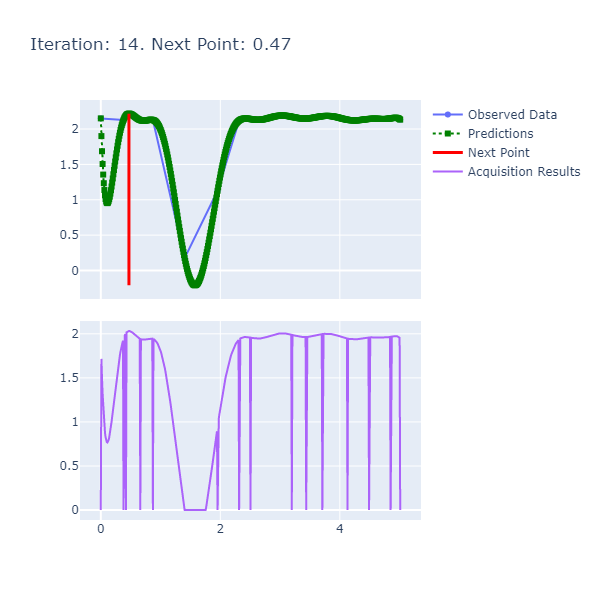 Iteration: 14. Next Point: 0.47
Observed Data
Predictions
Next Point
Acquisition Results
2
1.5
1
0.5
0
2
1.5
1
0.5
0
0
2
4